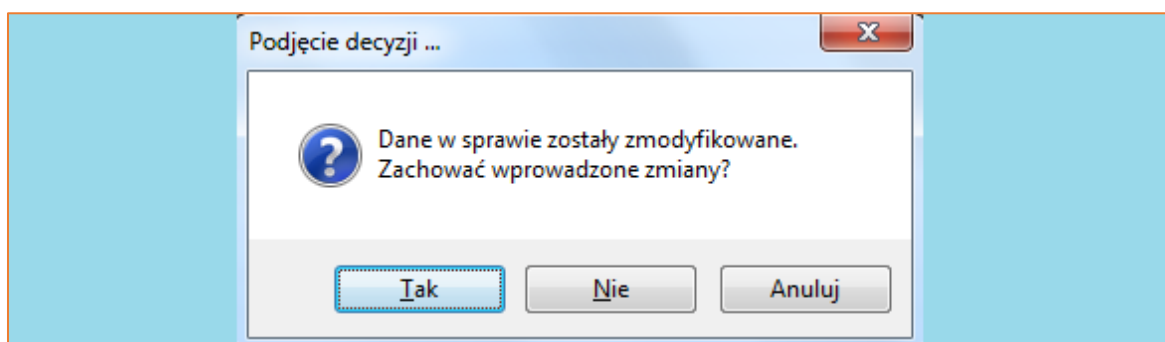 Podjęcie decyzji ...
Dane w sprawie zostały zmodyfikowane.
Zachować wprowadzone zmiany?
Tak
Nie
Anuluj